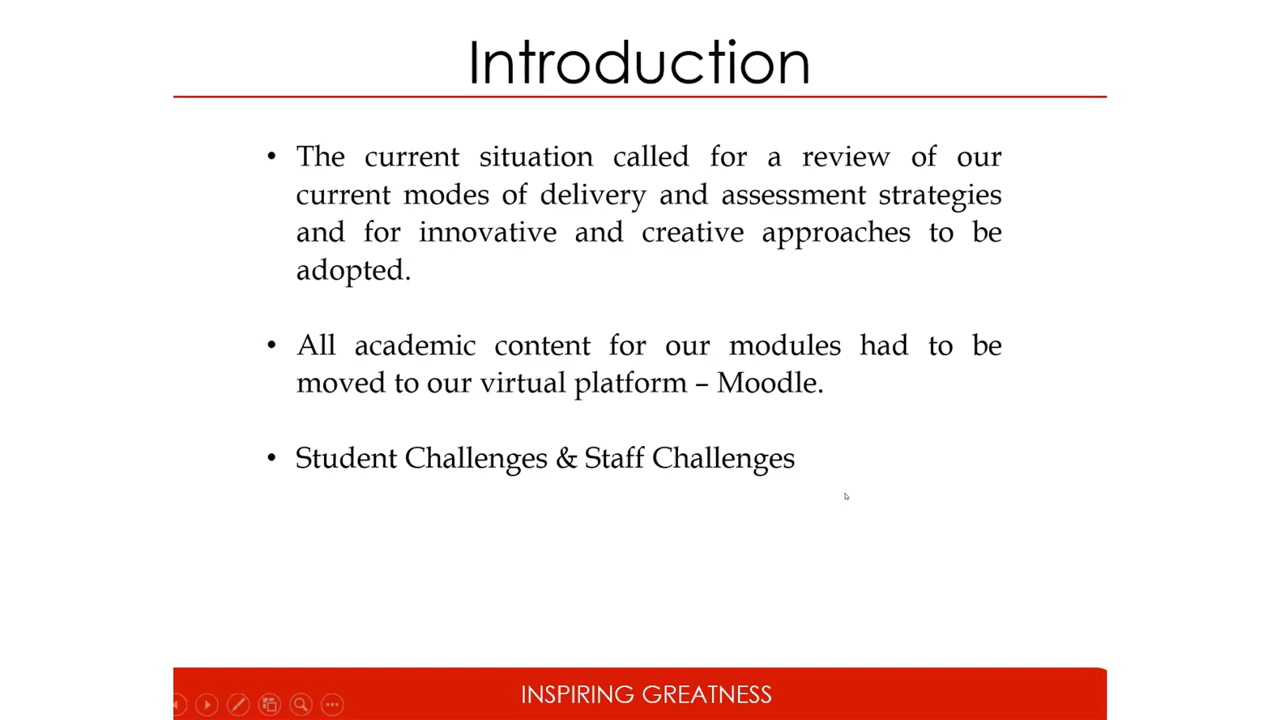 Introduction
• The current situation called for a review of our
current modes of delivery and assessment strategies
and for innovative and creative approaches to be
adopted.
• All academic content for our modules had to be
moved to our virtual platform – Moodle.
• Student Challenges & Staff Challenges
INSPIRING GREATNESS